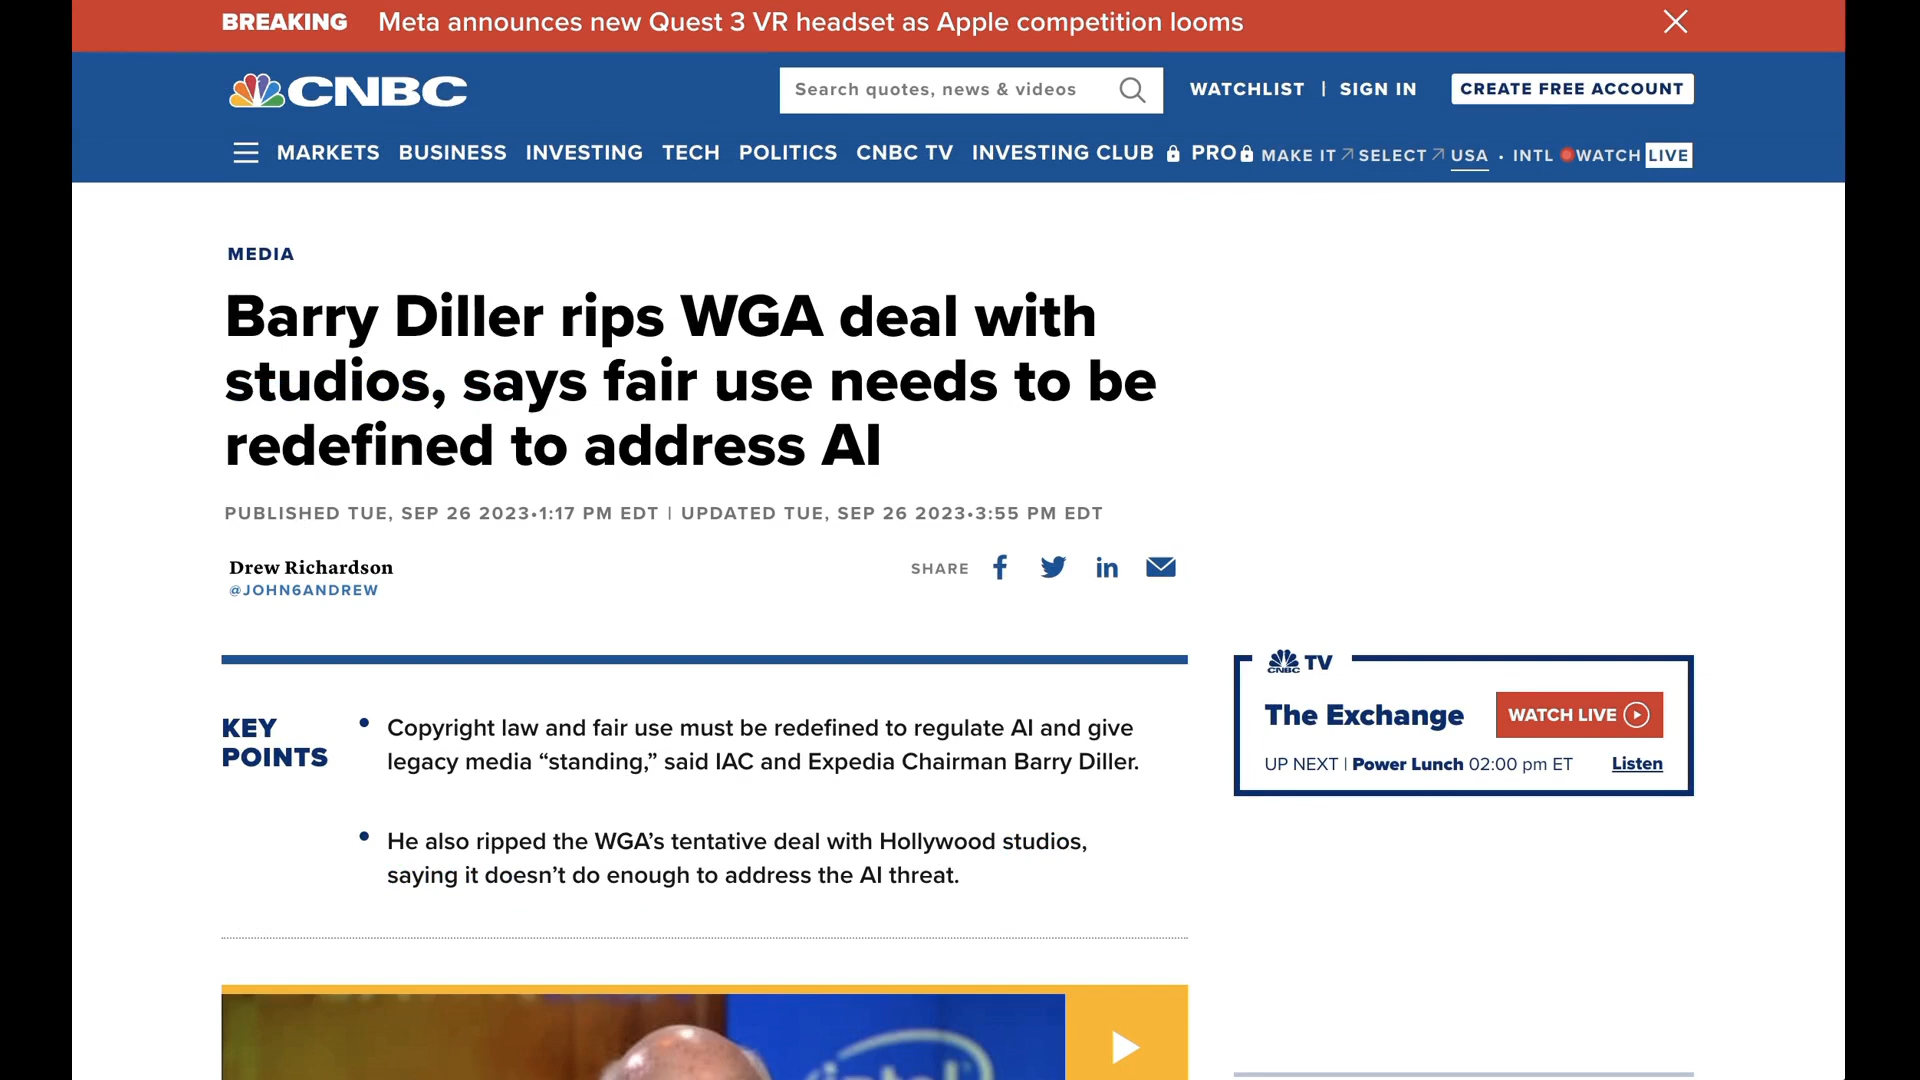 BREAKING Meta announces new Quest 3 VR headset as Apple competition looms
CNBC
Search quotes, news & videos
WATCHLIST | SIGN IN
CREATE FREE ACCOUNT
MARKETS BUSINESS INVESTING TECH POLITICS CNBC TV INVESTING CLUB PRO MAKE IT SELECT USA • INTL WATCH LIVE
MEDIA
Barry Diller rips WGA deal with
studios, says fair use needs to be
redefined to address AI
PUBLISHED TUE, SEP 26 2023•1:17 PM EDT | UPDATED TUE, SEP 26 2023•3:55 PM EDT
Drew Richardson
@JOHN6ANDREW
SHARE
KEY
POINTS
• Copyright law and fair use must be redefined to regulate AI and give
legacy media “standing,” said IAC and Expedia Chairman Barry Diller.
• He also ripped the WGA’s tentative deal with Hollywood studios,
saying it doesn’t do enough to address the AI threat.
CNBC TV
The Exchange
WATCH LIVE
UP NEXT | Power Lunch 02:00 pm ET
Listen
intel